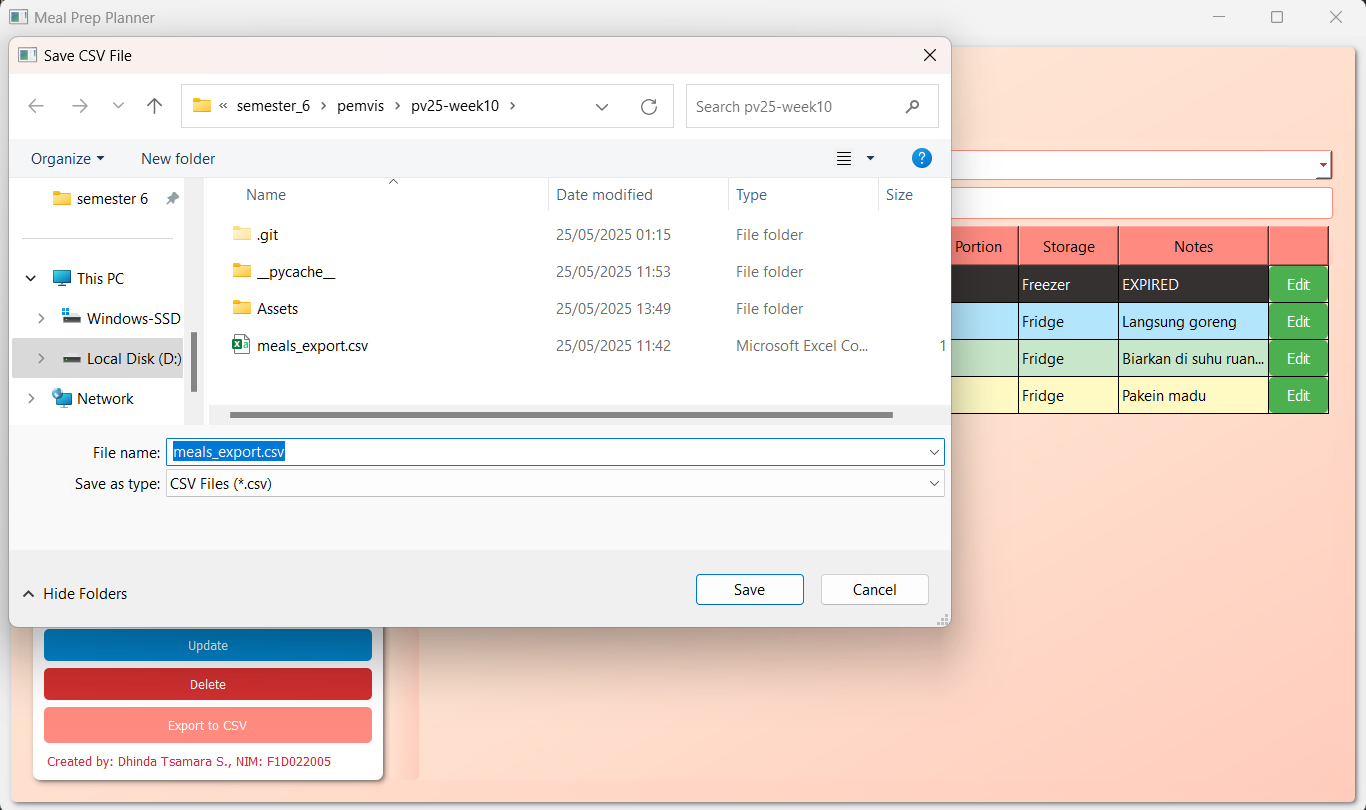 Meal Prep Planner
Save CSV File
« semester_6 > pemvis > pv25-week10 >
Search pv25-week10
Organize
New folder
?
semester 6
This PC
Windows-SSD
Local Disk (D:)
Network
Name Date modified Type Size
.git 25/05/2025 01:15 File folder
__pycache__ 25/05/2025 11:53 File folder
Assets 25/05/2025 13:49 File folder
meals_export.csv 25/05/2025 11:42 Microsoft Excel Co... 1
File name: meals_export.csv
Save as type: CSV Files (*.csv)
Hide Folders
Save
Cancel
Portion Storage Notes
Freezer EXPIRED Edit
Fridge Langsung goreng Edit
Fridge Biarkan di suhu ruan... Edit
Fridge Pakein madu Edit
Update
Delete
Export to CSV
Created by: Dhinda Tsamara S., NIM: F1D022005